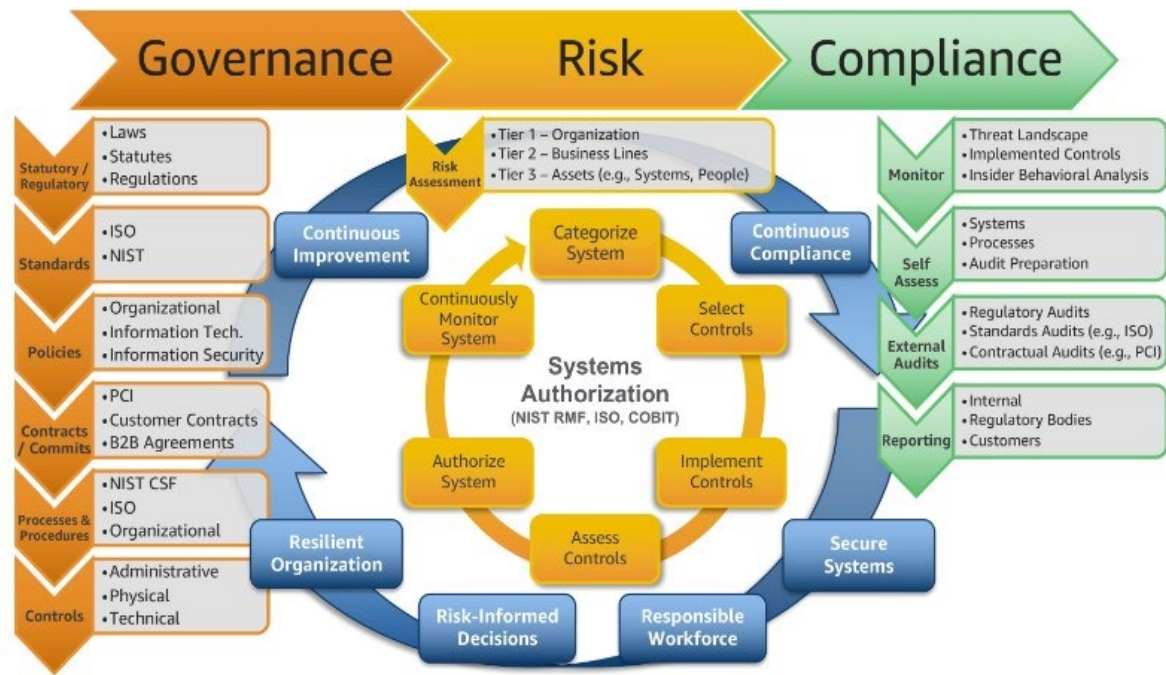 Governance
Risk
Compliance
Statutory /
Regulatory
•Laws
•Statutes
•Regulations
Standards
•ISO
•NIST
Policies
•Organizational
•Information Tech.
•Information Security
Contracts
/ Commits
•PCI
•Customer Contracts
•B2B Agreements
Processes &
Procedures
•NIST CSF
•ISO
•Organizational
Controls
•Administrative
•Physical
•Technical
Risk
Assessment
•Tier 1 – Organization
•Tier 2 – Business Lines
•Tier 3 – Assets (e.g., Systems, People)
Continuous
Improvement
Continuous
Compliance
Categorize
System
Select
Controls
Implement
Controls
Assess
Controls
Authorize
System
Continuously
Monitor
System
Systems
Authorization
(NIST RMF, ISO, COBIT)
Secure
Systems
Responsible
Workforce
Risk-Informed
Decisions
Resilient
Organization
Monitor
•Threat Landscape
•Implemented Controls
•Insider Behavioral Analysis
Self
Assess
•Systems
•Processes
•Audit Preparation
External
Audits
•Regulatory Audits
•Standards Audits (e.g., ISO)
•Contractual Audits (e.g., PCI)
Reporting
•Internal
•Regulatory Bodies
•Customers